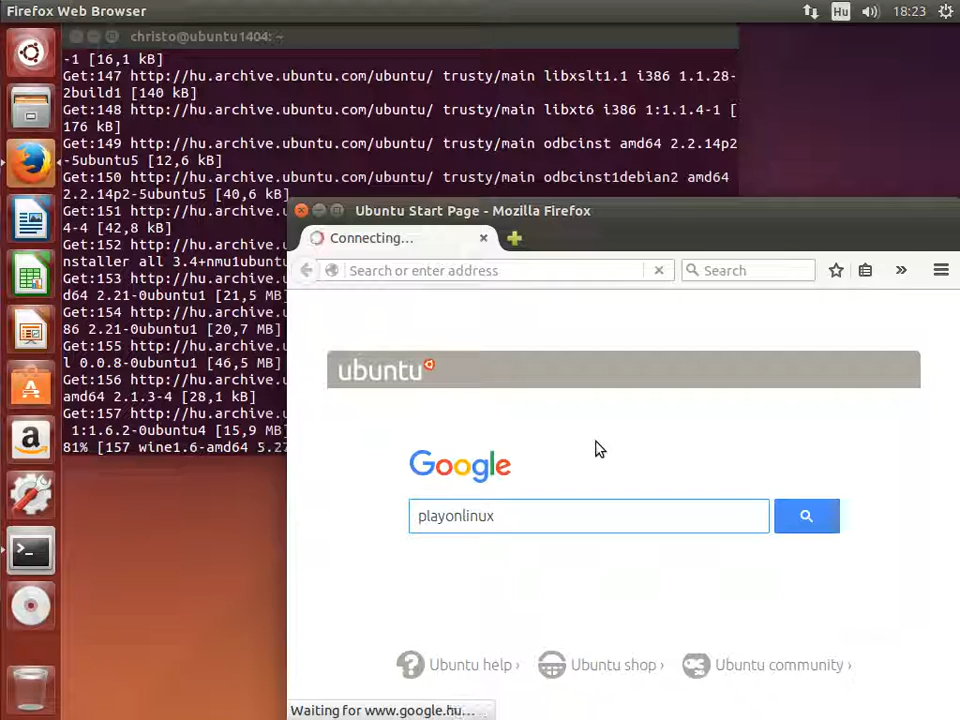 Firefox Web Browser
Hu
18:23
christo@ubuntu1404: ~
-1 [16,1 kB]
Get:147 http://hu.archive.ubuntu.com/ubuntu/ trusty/main libxslt1.1 i386 1.1.28-
2build1 [140 kB]
Get:148 http://hu.archive.ubuntu.com/ubuntu/ trusty/main libxt6 i386 1:1.1.4-1 [
176 kB]
Get:149 http://hu.archive.ubuntu.com/ubuntu/ trusty/main odbcinst amd64 2.2.14p2
-5ubuntu5 [12,6 kB]
Get:150 http://hu.archive.ubuntu.com/ubuntu/ trusty/main odbcinst1debian2 amd64
2.2.14p2-5ubuntu5 [40,6 kB]
Get:151 http://hu.archive.u
4-4 [42,8 kB]
Get:152 http://hu.archive.u
nstaller all 3.4+nmu1ubuntu
Get:153 http://hu.archive.u
d64 2.21-0ubuntu1 [21,5 MB]
Get:154 http://hu.archive.u
86 2.21-0ubuntu1 [20,7 MB]
Get:155 http://hu.archive.u
l 0.0.8-0ubuntu1 [46,5 MB]
Get:156 http://hu.archive.u
amd64 2.1.3-4 [28,1 kB]
Get:157 http://hu.archive.u
1:1.6.2-0ubuntu4 [15,9 MB]
81% [157 wine1.6-amd64 5.27
Ubuntu Start Page - Mozilla Firefox
Connecting...
Search or enter address
Search
ubuntu
Google
playonlinux
Ubuntu help ›
Ubuntu shop ›
Ubuntu community ›
Waiting for www.google.hu...